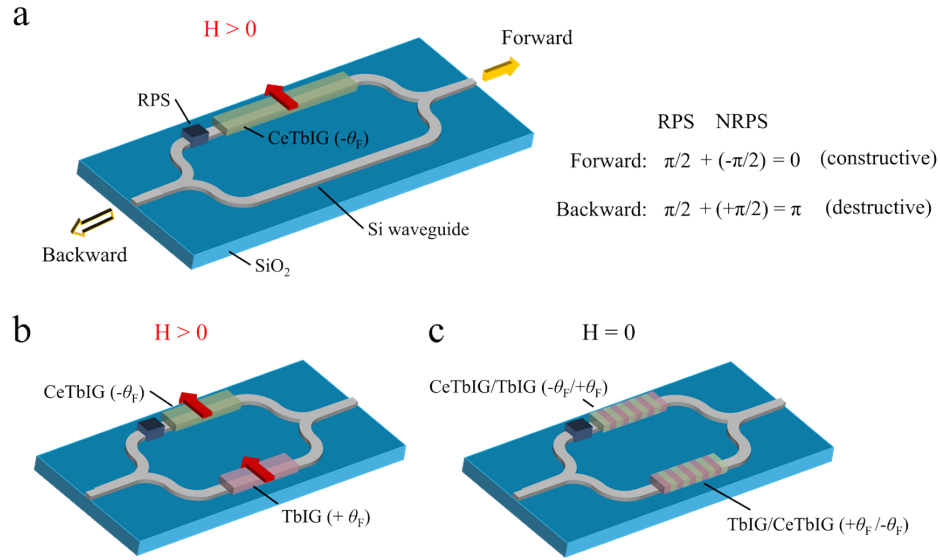 a
H > 0
Forward
RPS
CeTbIG (-θF)
Si waveguide
SiO2
Backward
RPS NRPS
Forward: π/2 + (-π/2) = 0 (constructive)
Backward: π/2 + (+π/2) = π (destructive)
b
H > 0
CeTbIG (-θF)
TbIG (+ θF)
c
H = 0
CeTbIG/TbIG (-θF/+θF)
TbIG/CeTbIG (+θF/-θF)